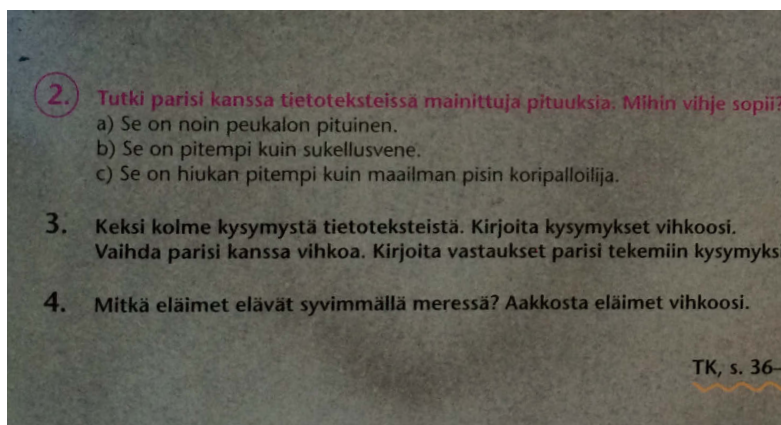 2. Tutki parisi kanssa tietoteksteissä mainittuja pituuksia. Mihin vihje sopii?
a) Se on noin peukalon pituinen.
b) Se on pitempi kuin sukellusvene.
c) Se on hiukan pitempi kuin maailman pisin koripalloilija.
3. Keksi kolme kysymystä tietoteksteistä. Kirjoita kysymykset vihkoosi.
Vaihda parisi kanssa vihkoa. Kirjoita vastaukset parisi tekemiin kysymyks
4. Mitkä eläimet elävät syvimmällä meressä? Aakkosta eläimet vihkoosi.
TK, s. 36–